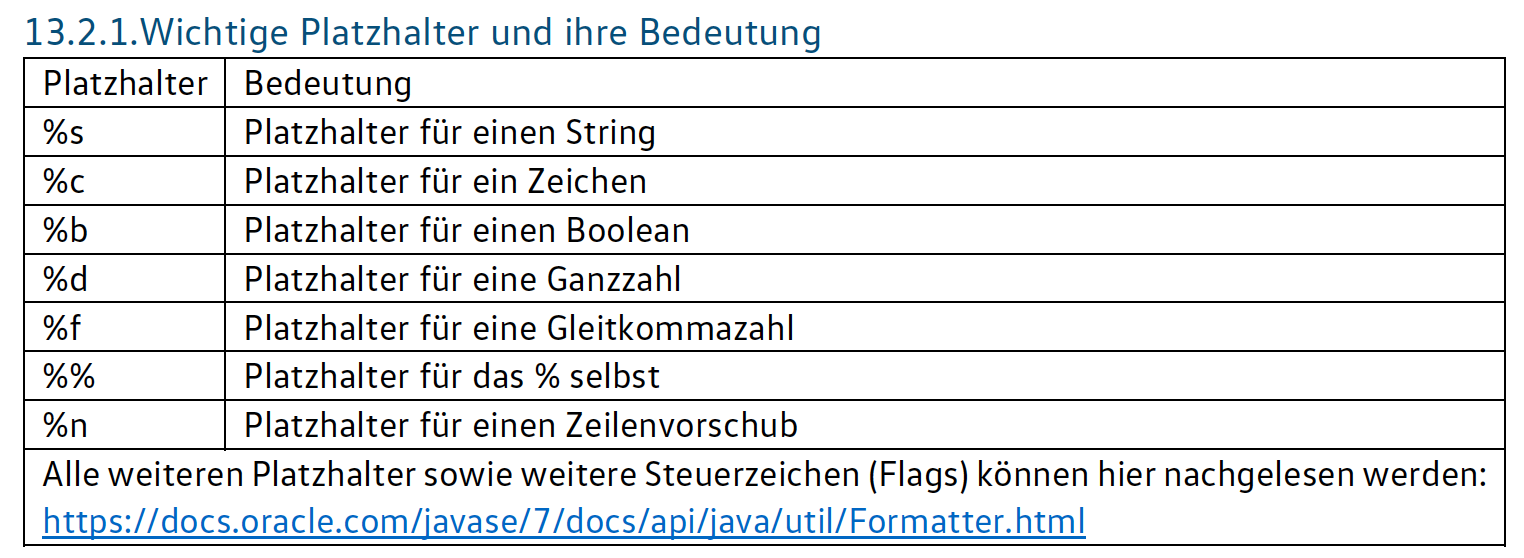 13.2.1.Wichtige Platzhalter und ihre Bedeutung
Platzhalter Bedeutung
%s Platzhalter für einen String
%c Platzhalter für ein Zeichen
%b Platzhalter für einen Boolean
%d Platzhalter für eine Ganzzahl
%f Platzhalter für eine Gleitkommazahl
%% Platzhalter für das % selbst
%n Platzhalter für einen Zeilenvorschub
Alle weiteren Platzhalter sowie weitere Steuerzeichen (Flags) können hier nachgelesen werden:
https://docs.oracle.com/javase/7/docs/api/java/util/Formatter.html